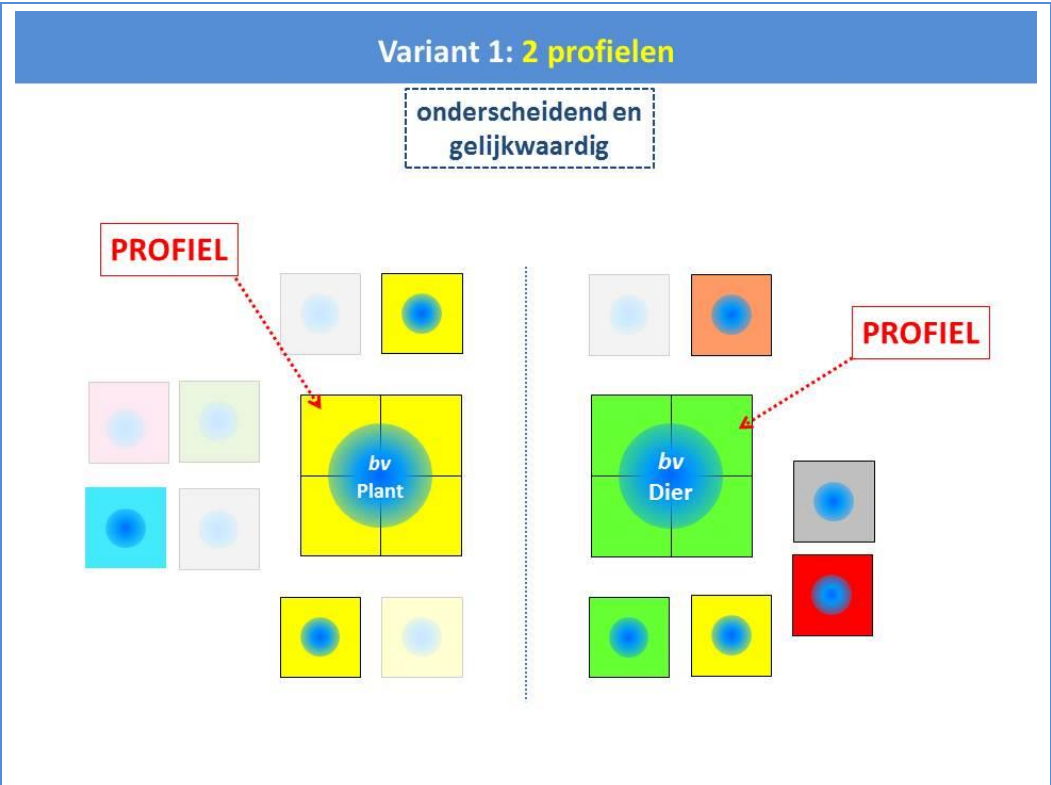 Variant 1: 2 profielen
onderscheidend en
gelijkwaardig
PROFIEL
PROFIEL
bv
Plant
bv
Dier